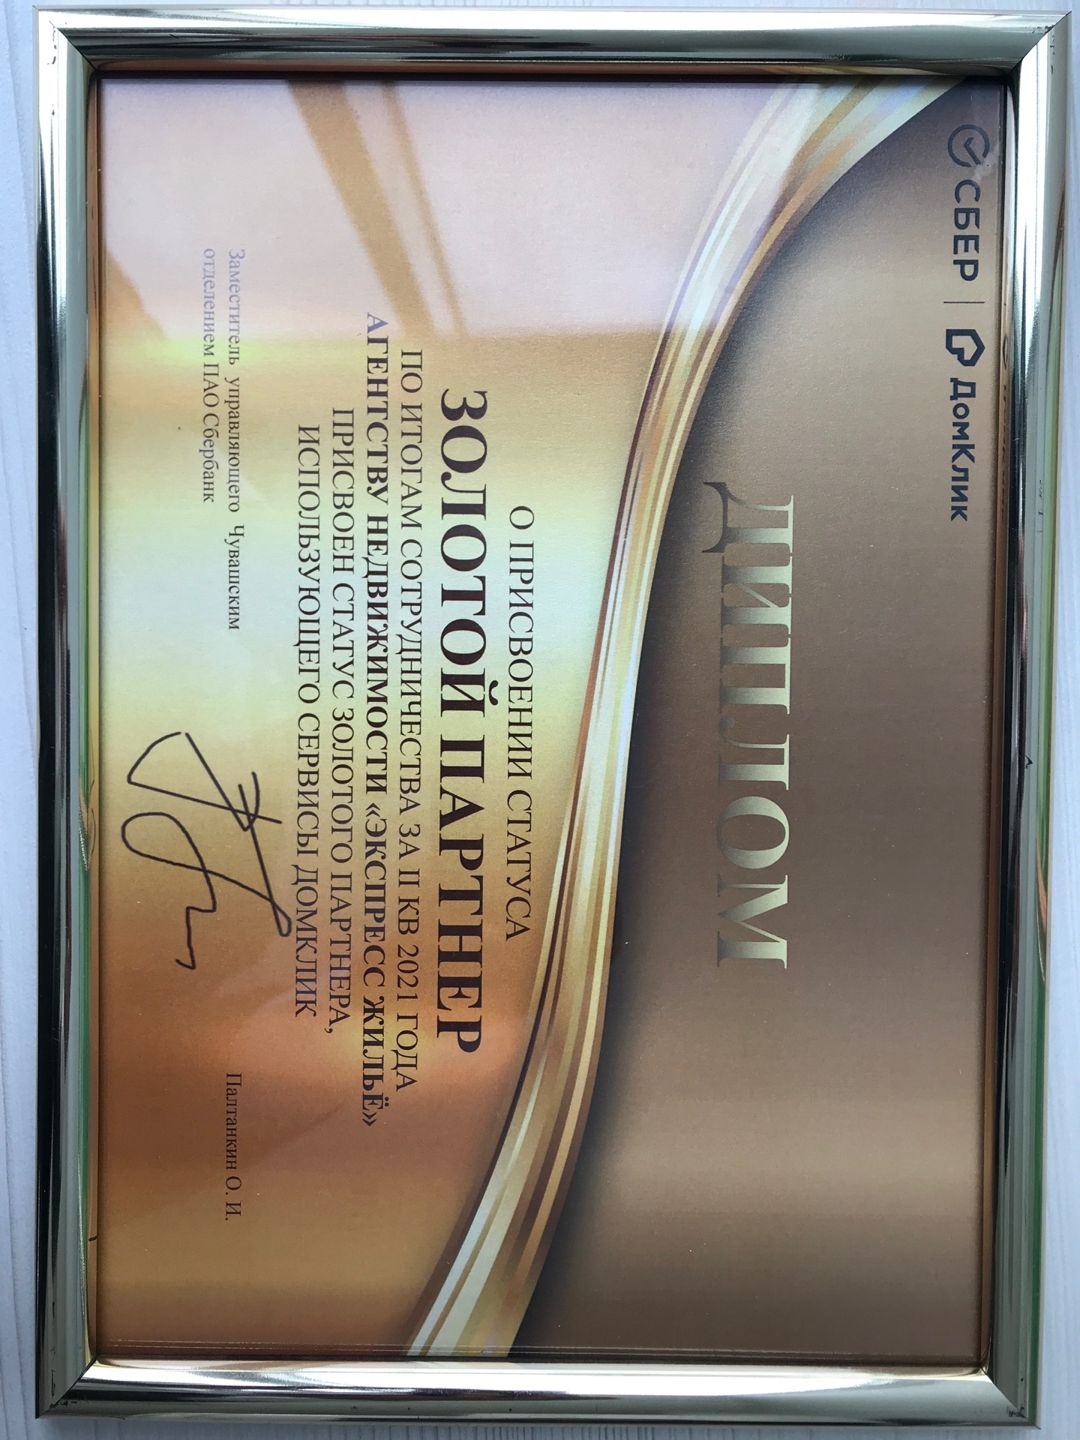 СБЕР | ДомКлик
ДИПЛОМ
О ПРИСВОЕНИИ СТАТУСА
ЗОЛОТОЙ ПАРТНЕР
ПО ИТОГАМ СОТРУДНИЧЕСТВА ЗА II КВ 2021 ГОДА
АГЕНТСТВУ НЕДВИЖИМОСТИ «ЭКСПРЕСС ЖИЛЬЁ»
ПРИСВОЕН СТАТУС ЗОЛОТОГО ПАРТНЕРА,
ИСПОЛЬЗУЮЩЕГО СЕРВИСЫ ДОМКЛИК
Заместитель управляющего Чувашским
отделением ПАО Сбербанк
Палтанкин О. И.